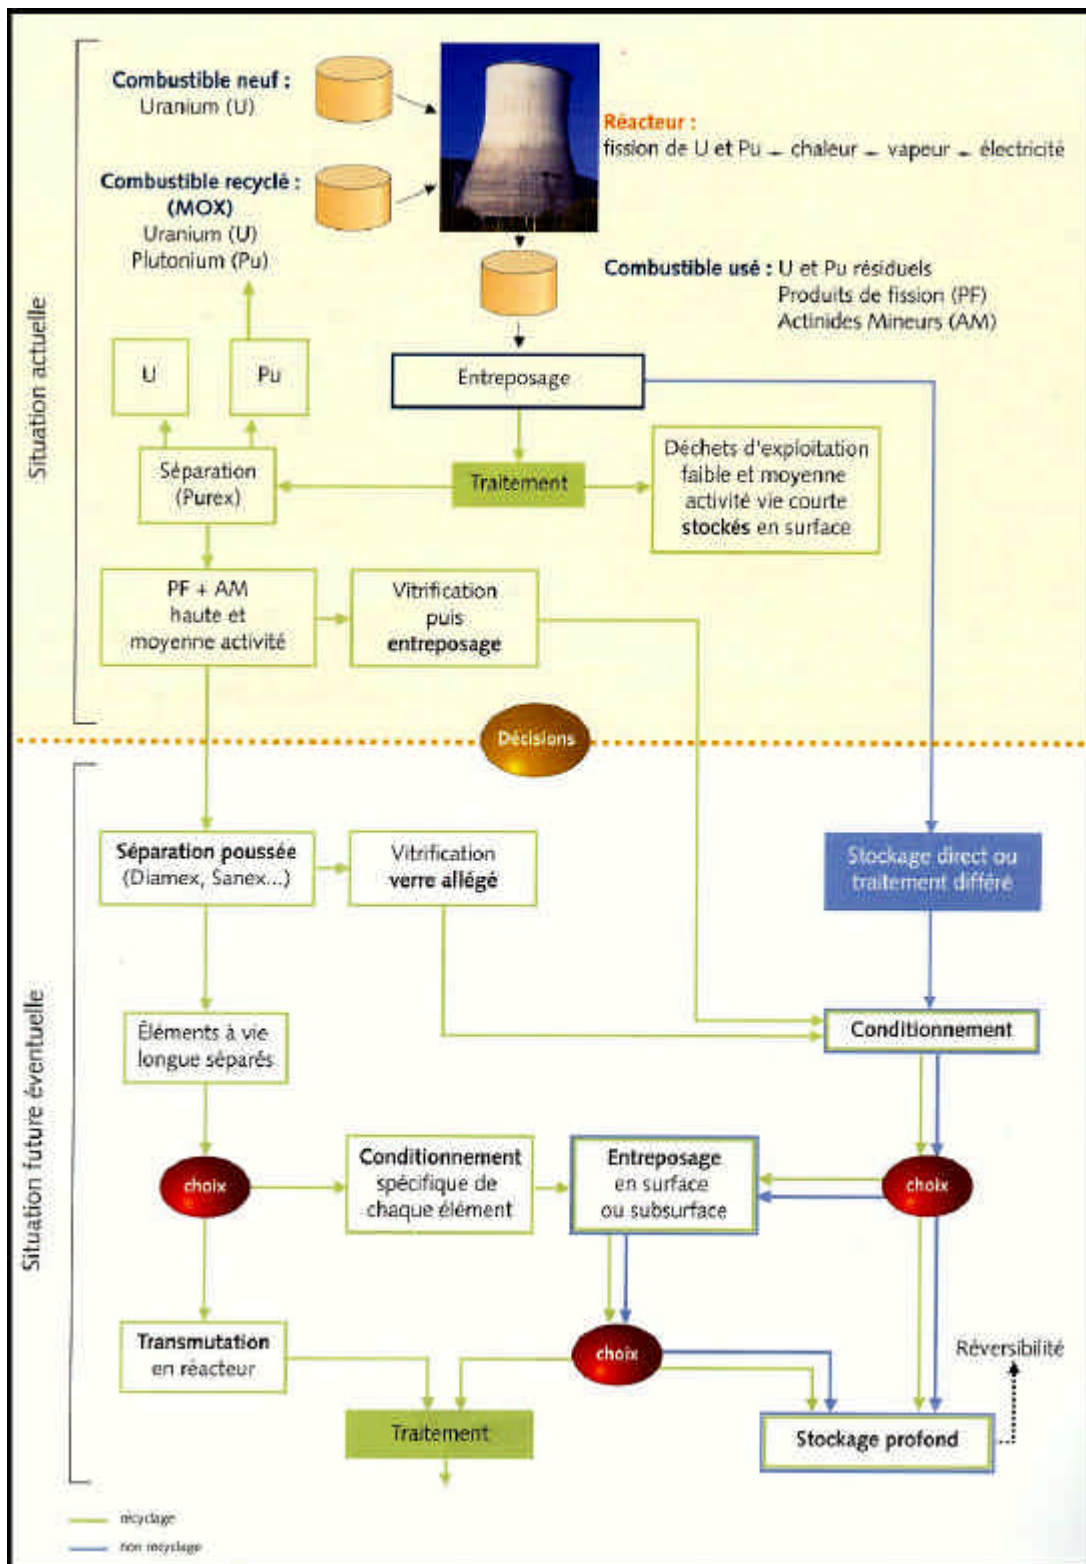 Situation actuelle
Combustible neuf :
Uranium (U)
Réacteur :
fission de U et Pu – chaleur – vapeur – électricité
Combustible recyclé :
(MOX)
Uranium (U)
Plutonium (Pu)
Combustible usé : U et Pu résiduels
Produits de fission (PF)
Actinides Mineurs (AM)
U
Pu
Entreposage
Séparation
(Purex)
Traitement
Déchets d'exploitation
faible et moyenne
activité vie courte
stockés en surface
PF + AM
haute et
moyenne activité
Vitrification
puis
entreposage
Décisions
Situation future éventuelle
Séparation poussée
(Diamex, Sanex...)
Vitrification
verre allégé
Stockage direct ou
traitement différé
Éléments à vie
longue séparés
Conditionnement
choix
Conditionnement
spécifique de
chaque élément
Entreposage
en surface
ou subsurface
choix
Transmutation
en réacteur
choix
Réversibilité
Traitement
Stockage profond
récyclage
non recyclage